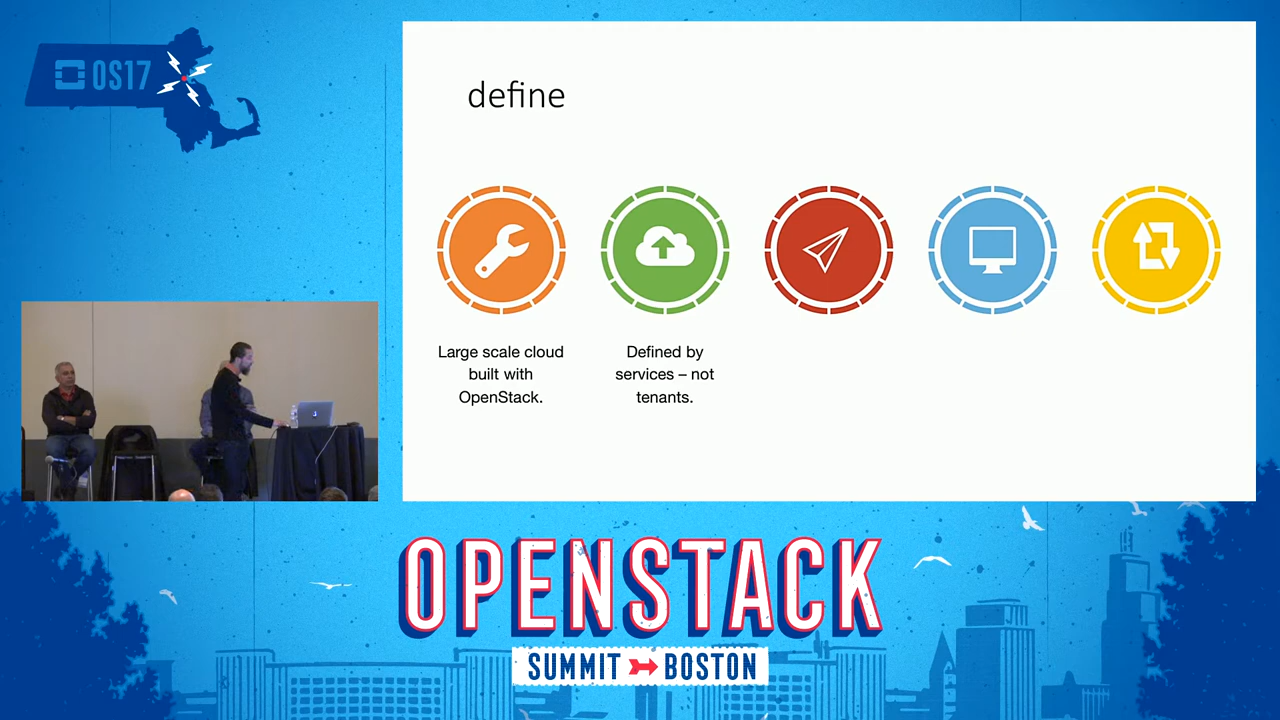 OS17
define
Large scale cloud
built with
OpenStack.
Defined by
services – not
tenants.
OPENSTACK
SUMMIT BOSTON